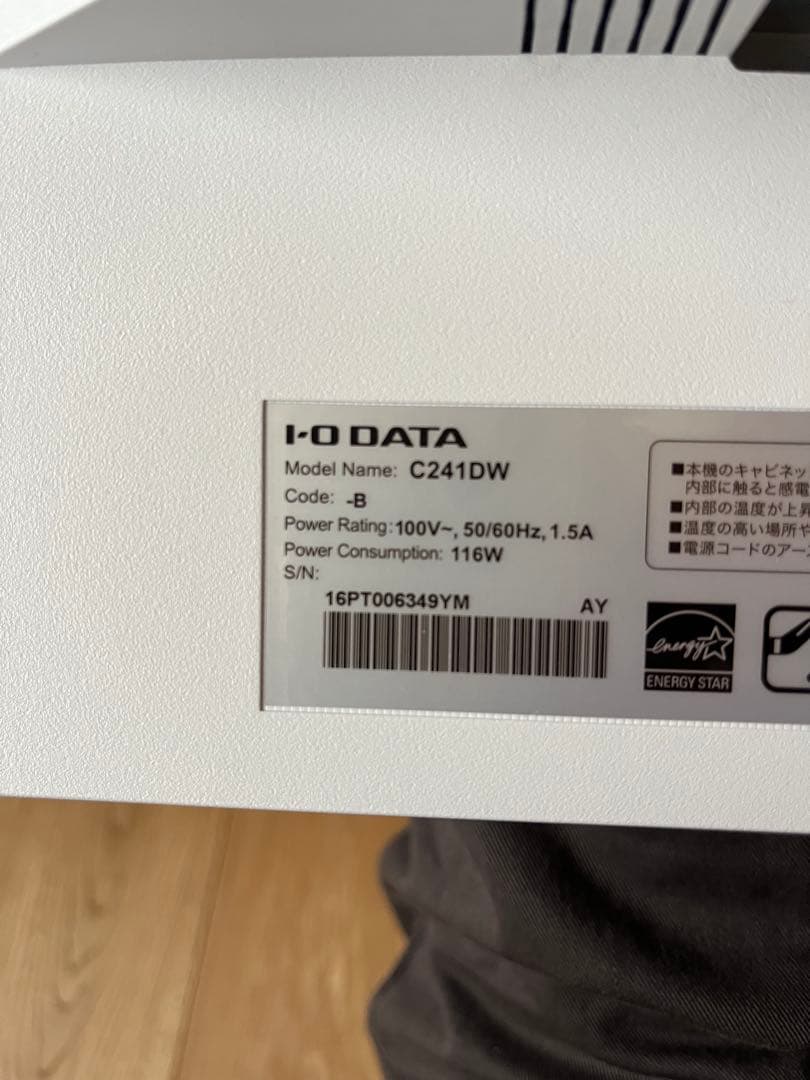 I-O DATA
Model Name: C241DW
Code: -B
Power Rating: 100V~, 50/60Hz, 1.5A
Power Consumption: 116W
S/N:
16PT006349YM AY
■本機のキャビネッ
内部に触ると感電
■内部の温度が上昇
■温度の高い場所や
■電源コードのアー
energy
ENERGY STAR